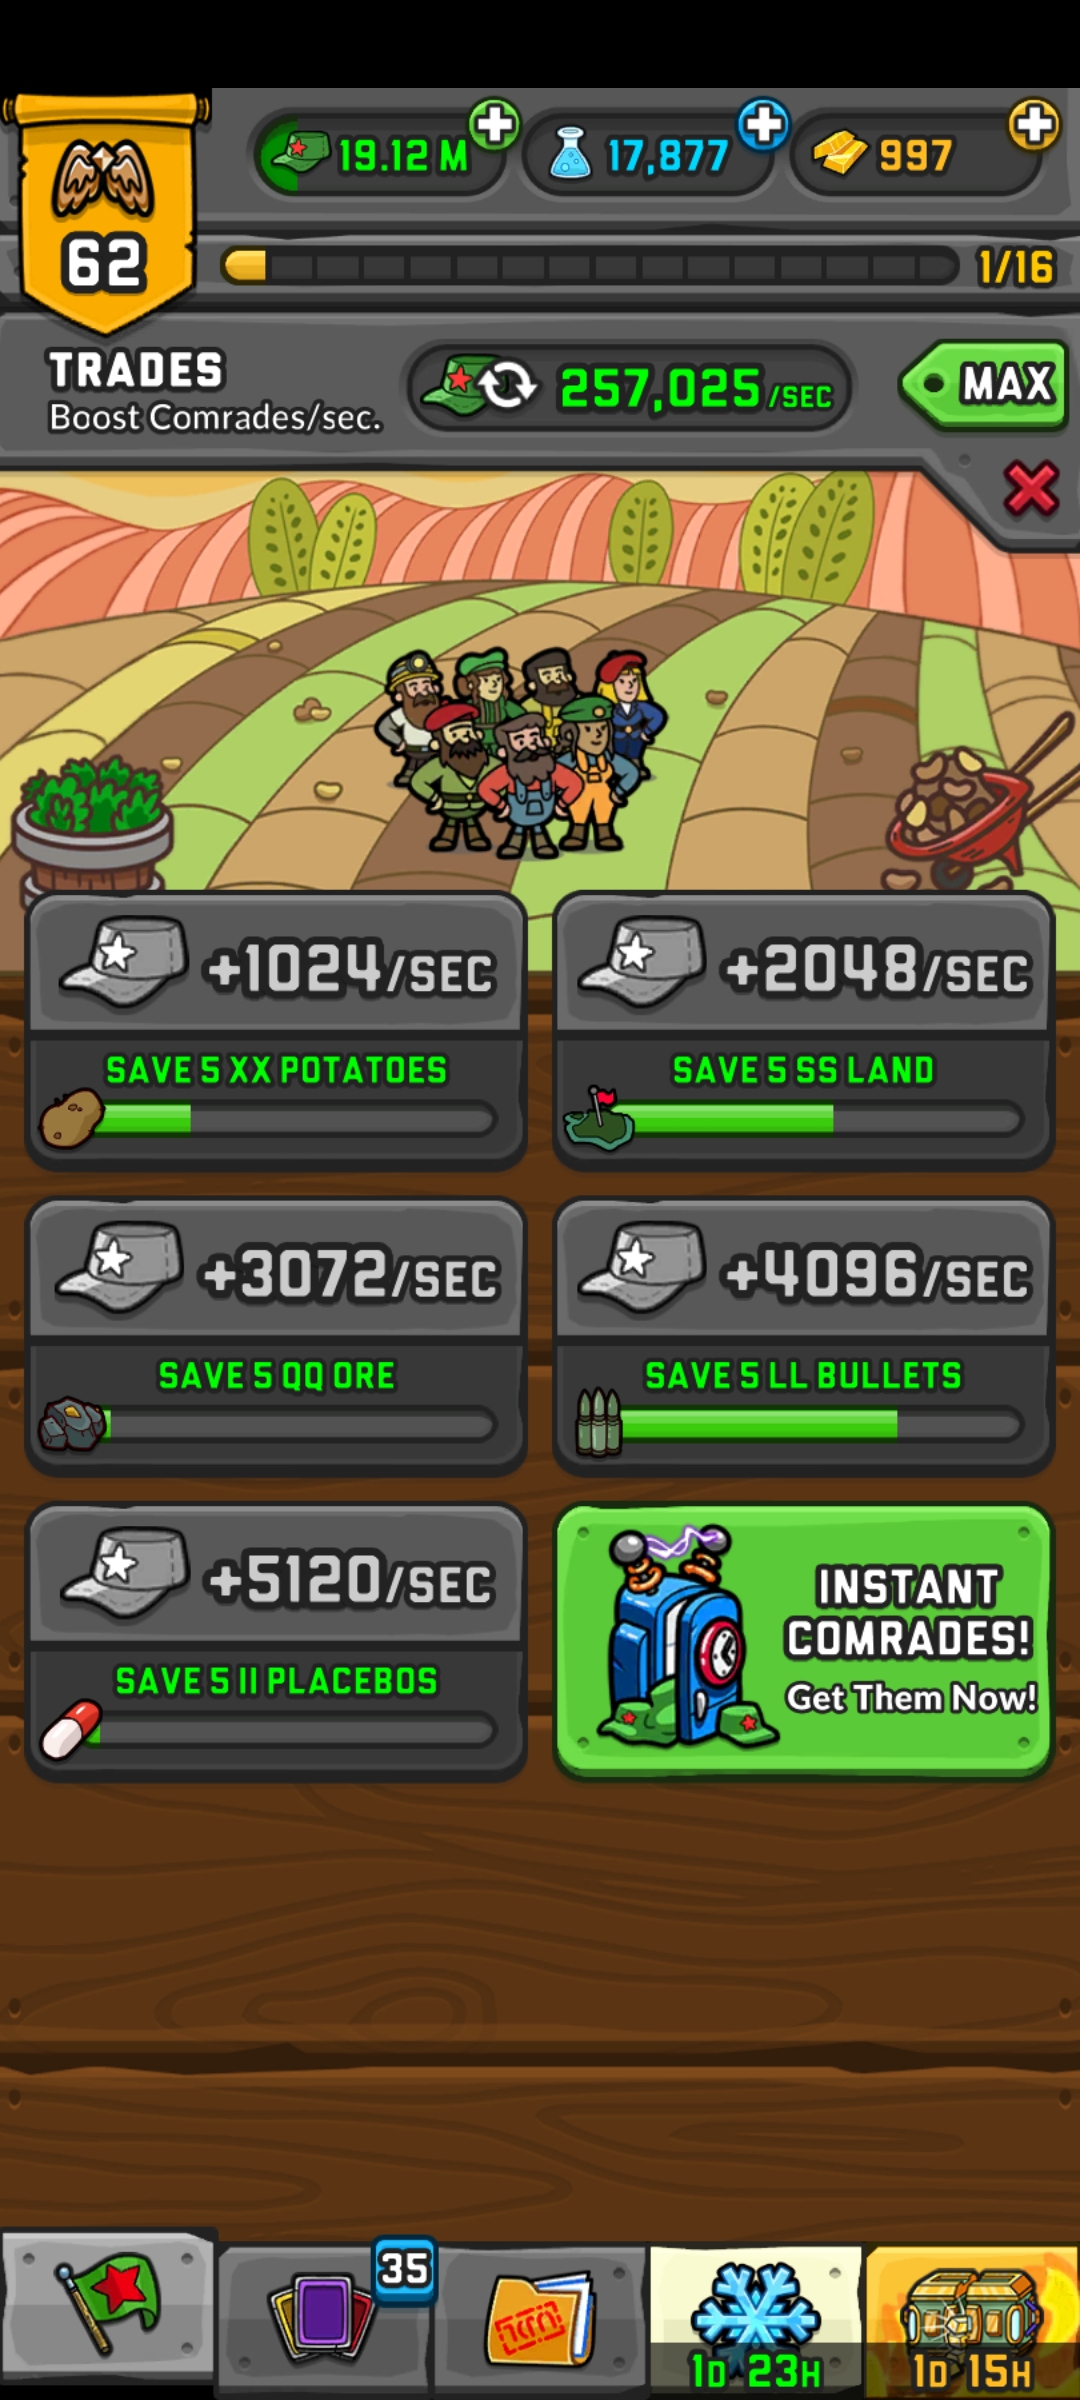 19.12 M
17,877
997
62
1/16
TRADES
Boost Comrades/sec.
257,025/SEC
MAX
+1024/SEC
+2048/SEC
SAVE 5 XX POTATOES
SAVE 5 SS LAND
+3072/SEC
+4096/SEC
SAVE 5 QQ ORE
SAVE 5 LL BULLETS
+5120/SEC
INSTANT
COMRADES!
Get Them Now!
SAVE 5 II PLACEBOS
35
1D 23H
1D 15H